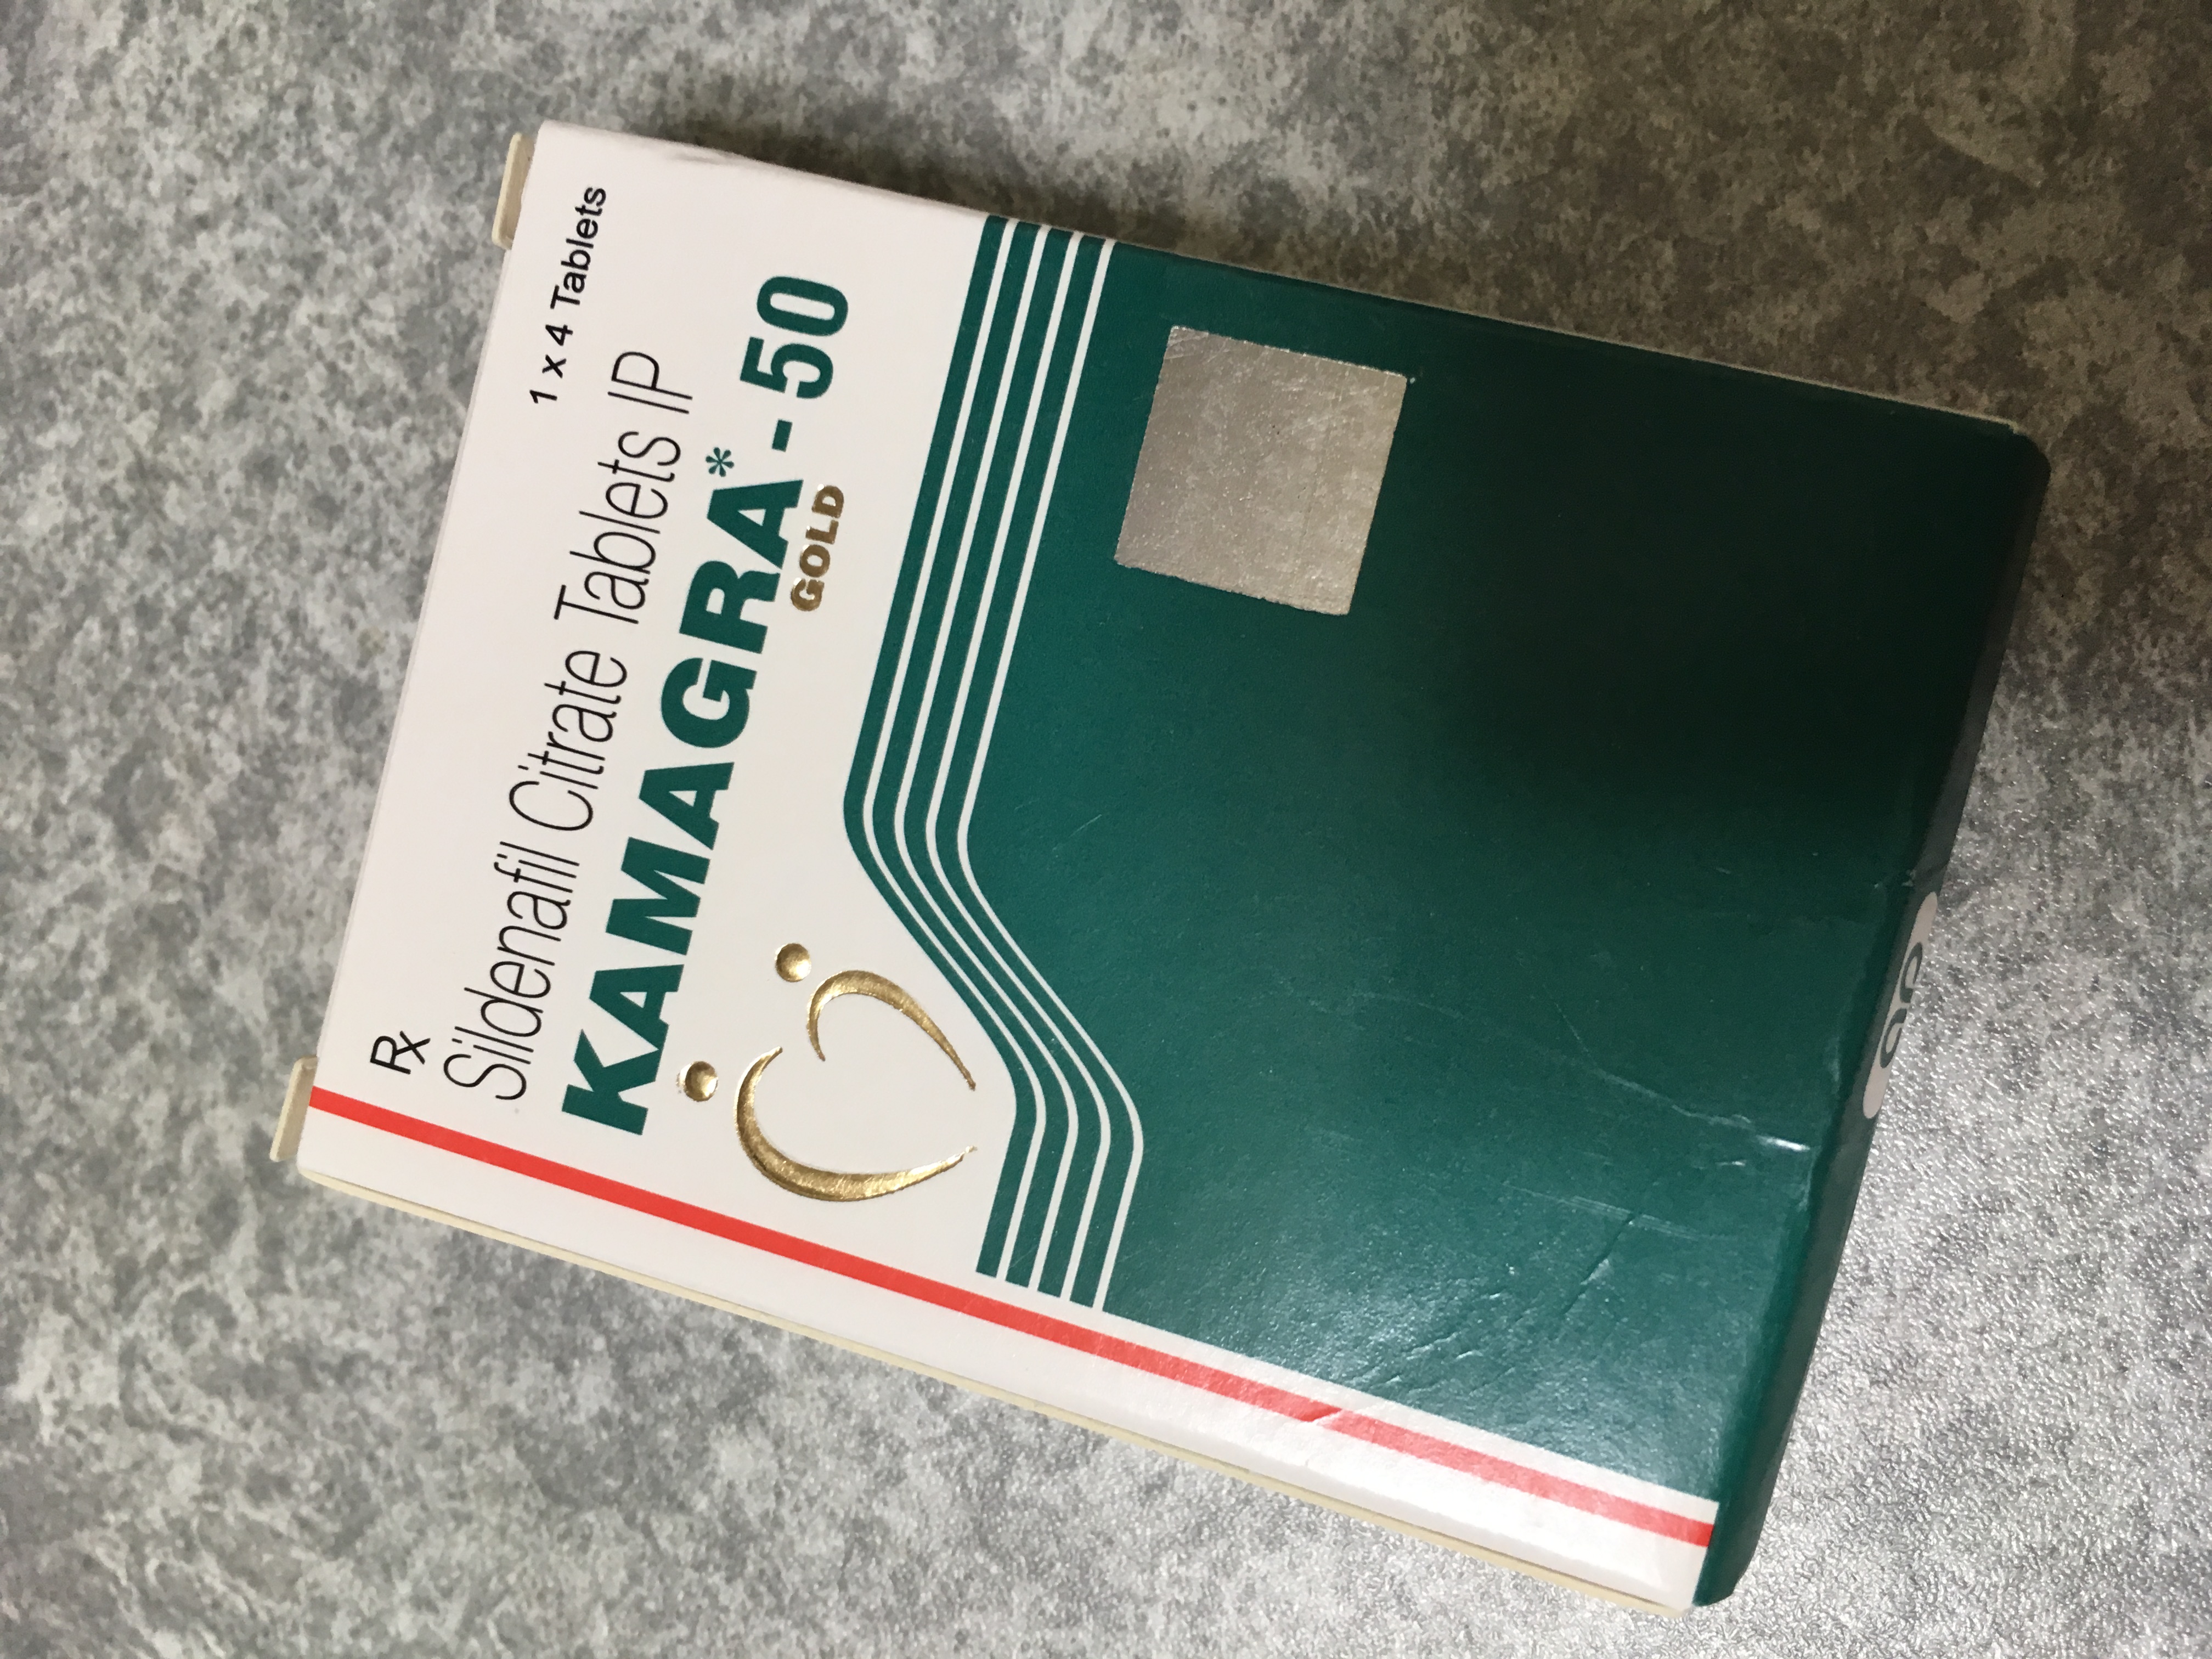 Rx
1 x 4 Tablets
Sildenafil Citrate Tablets IP
KAMAGRA* - 50
GOLD